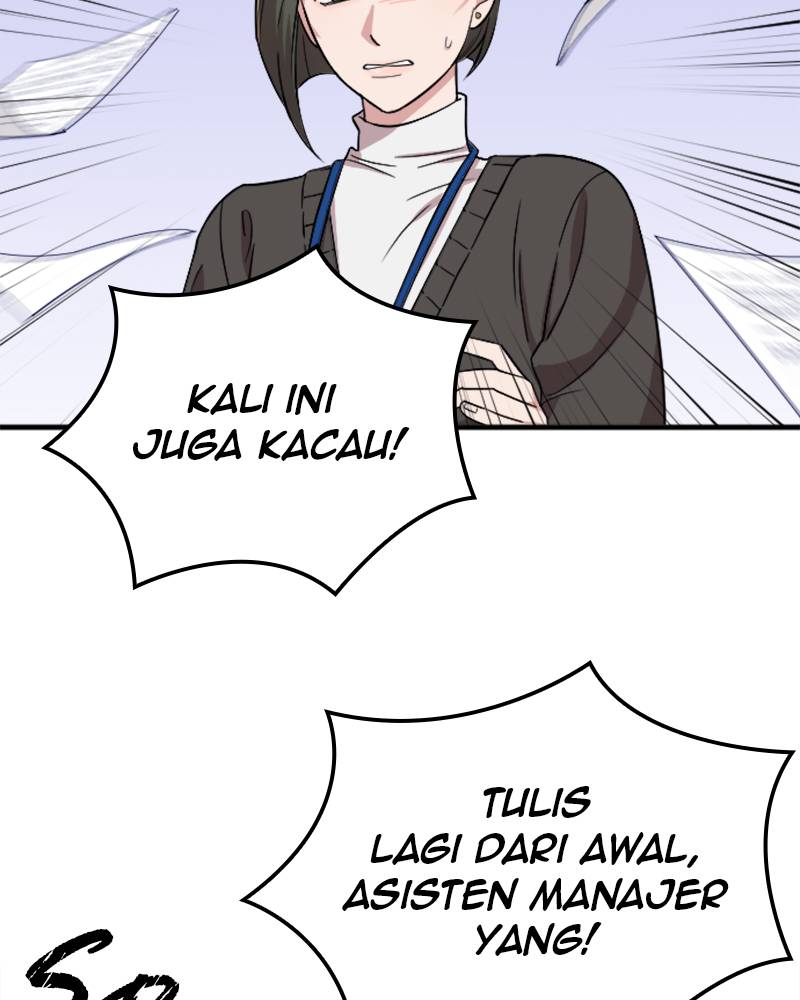 KALI INI
JUGA KACAU!
TULIS
LAGI DARI AWAL,
ASISTEN MANAJER
YANG!